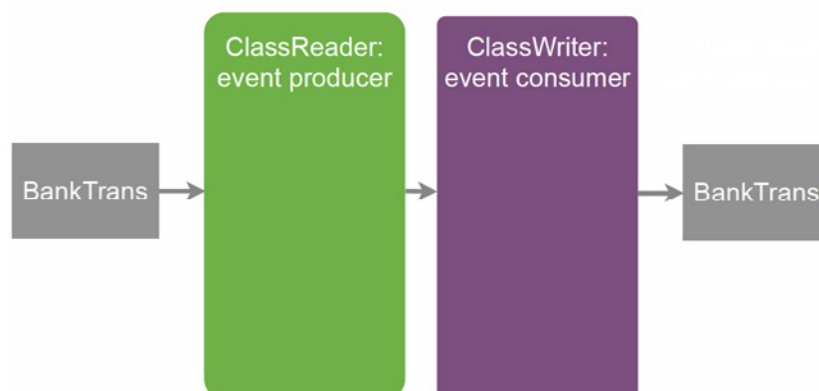 ClassReader:
event producer
ClassWriter:
event consumer
BankTrans
BankTrans